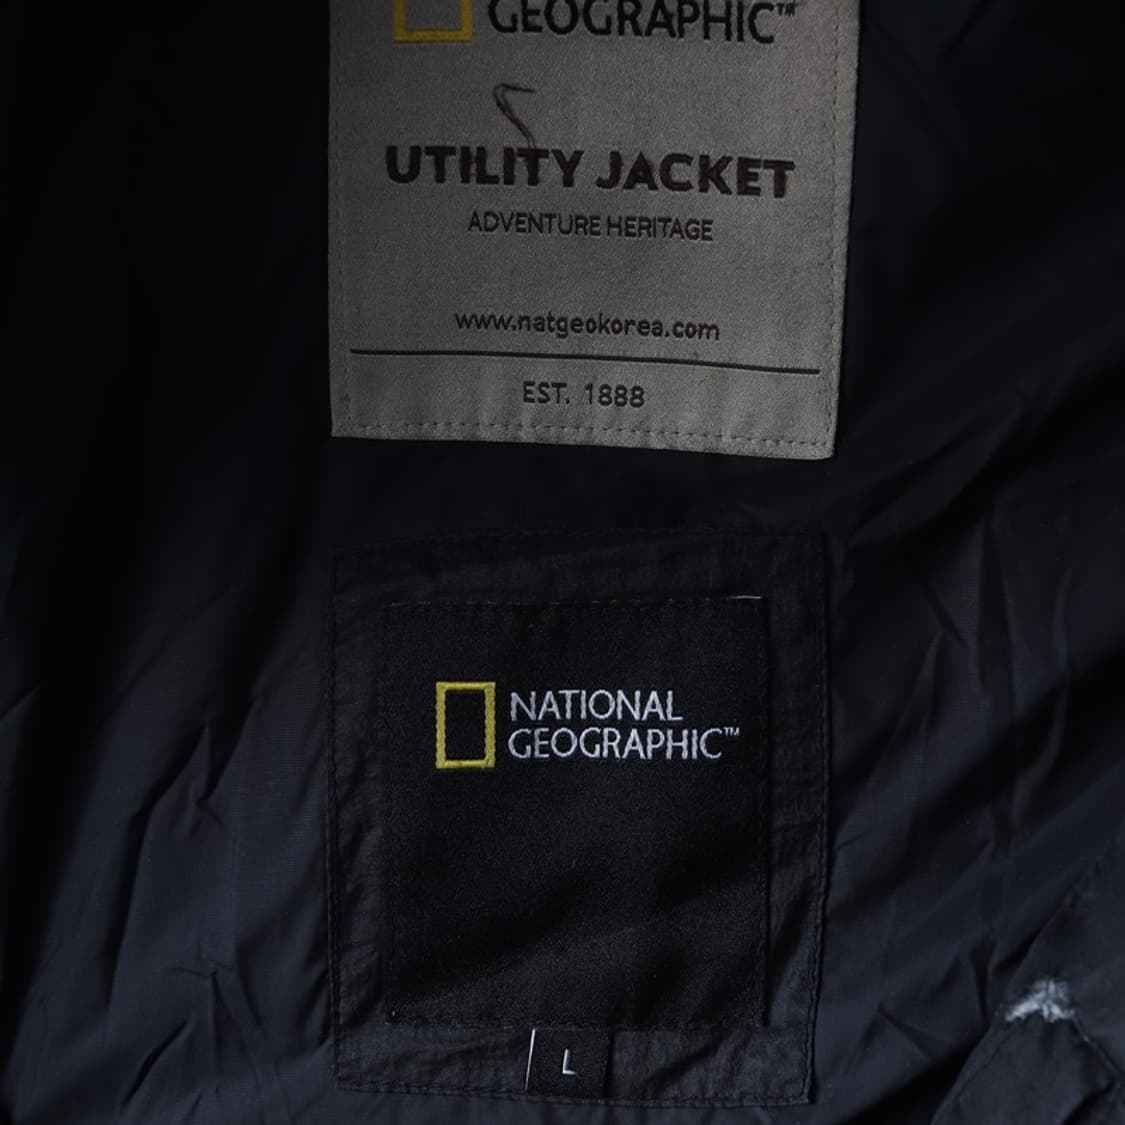 GEOGRAPHIC™
UTILITY JACKET
ADVENTURE HERITAGE
www.natgeokorea.com
EST. 1888
NATIONAL
GEOGRAPHIC™
L